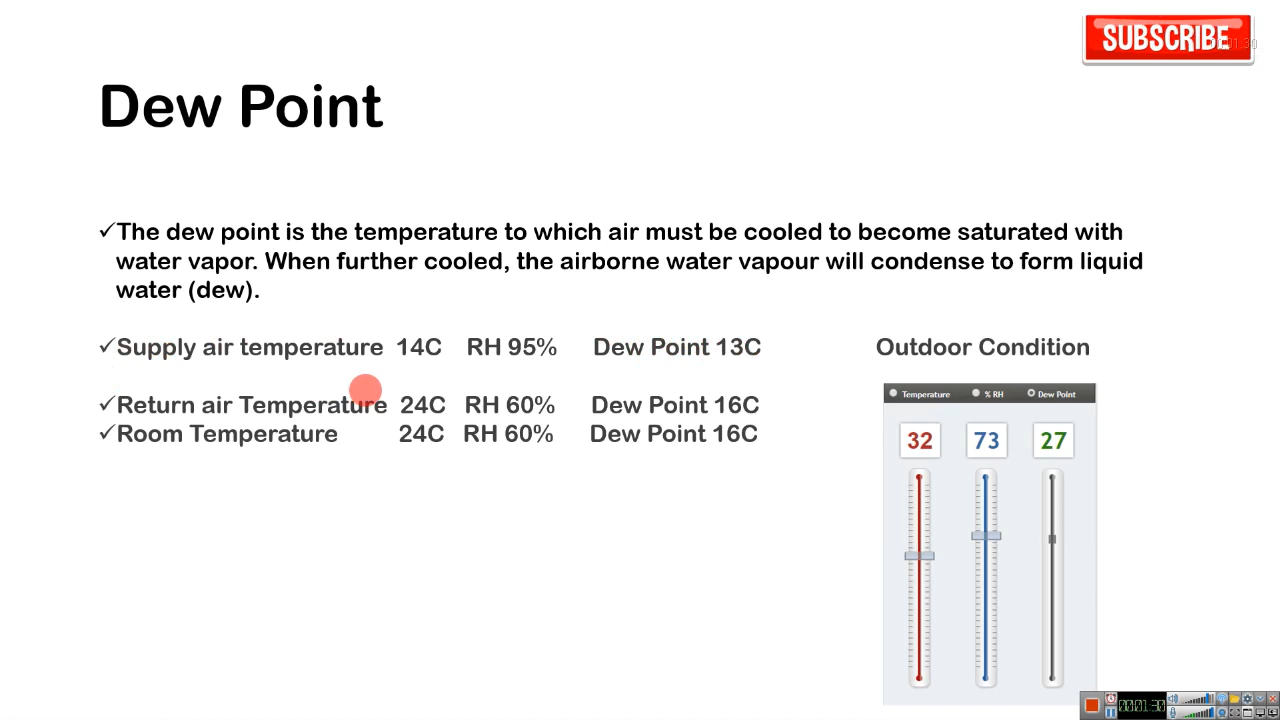 SUBSCRIBE
Dew Point
✓The dew point is the temperature to which air must be cooled to become saturated with
water vapor. When further cooled, the airborne water vapour will condense to form liquid
water (dew).
✓Supply air temperature 14C RH 95% Dew Point 13C
✓Return air Temperature 24C RH 60% Dew Point 16C
✓Room Temperature 24C RH 60% Dew Point 16C
Outdoor Condition
Temperature % RH Dew Point
32 73 27
00:01:30